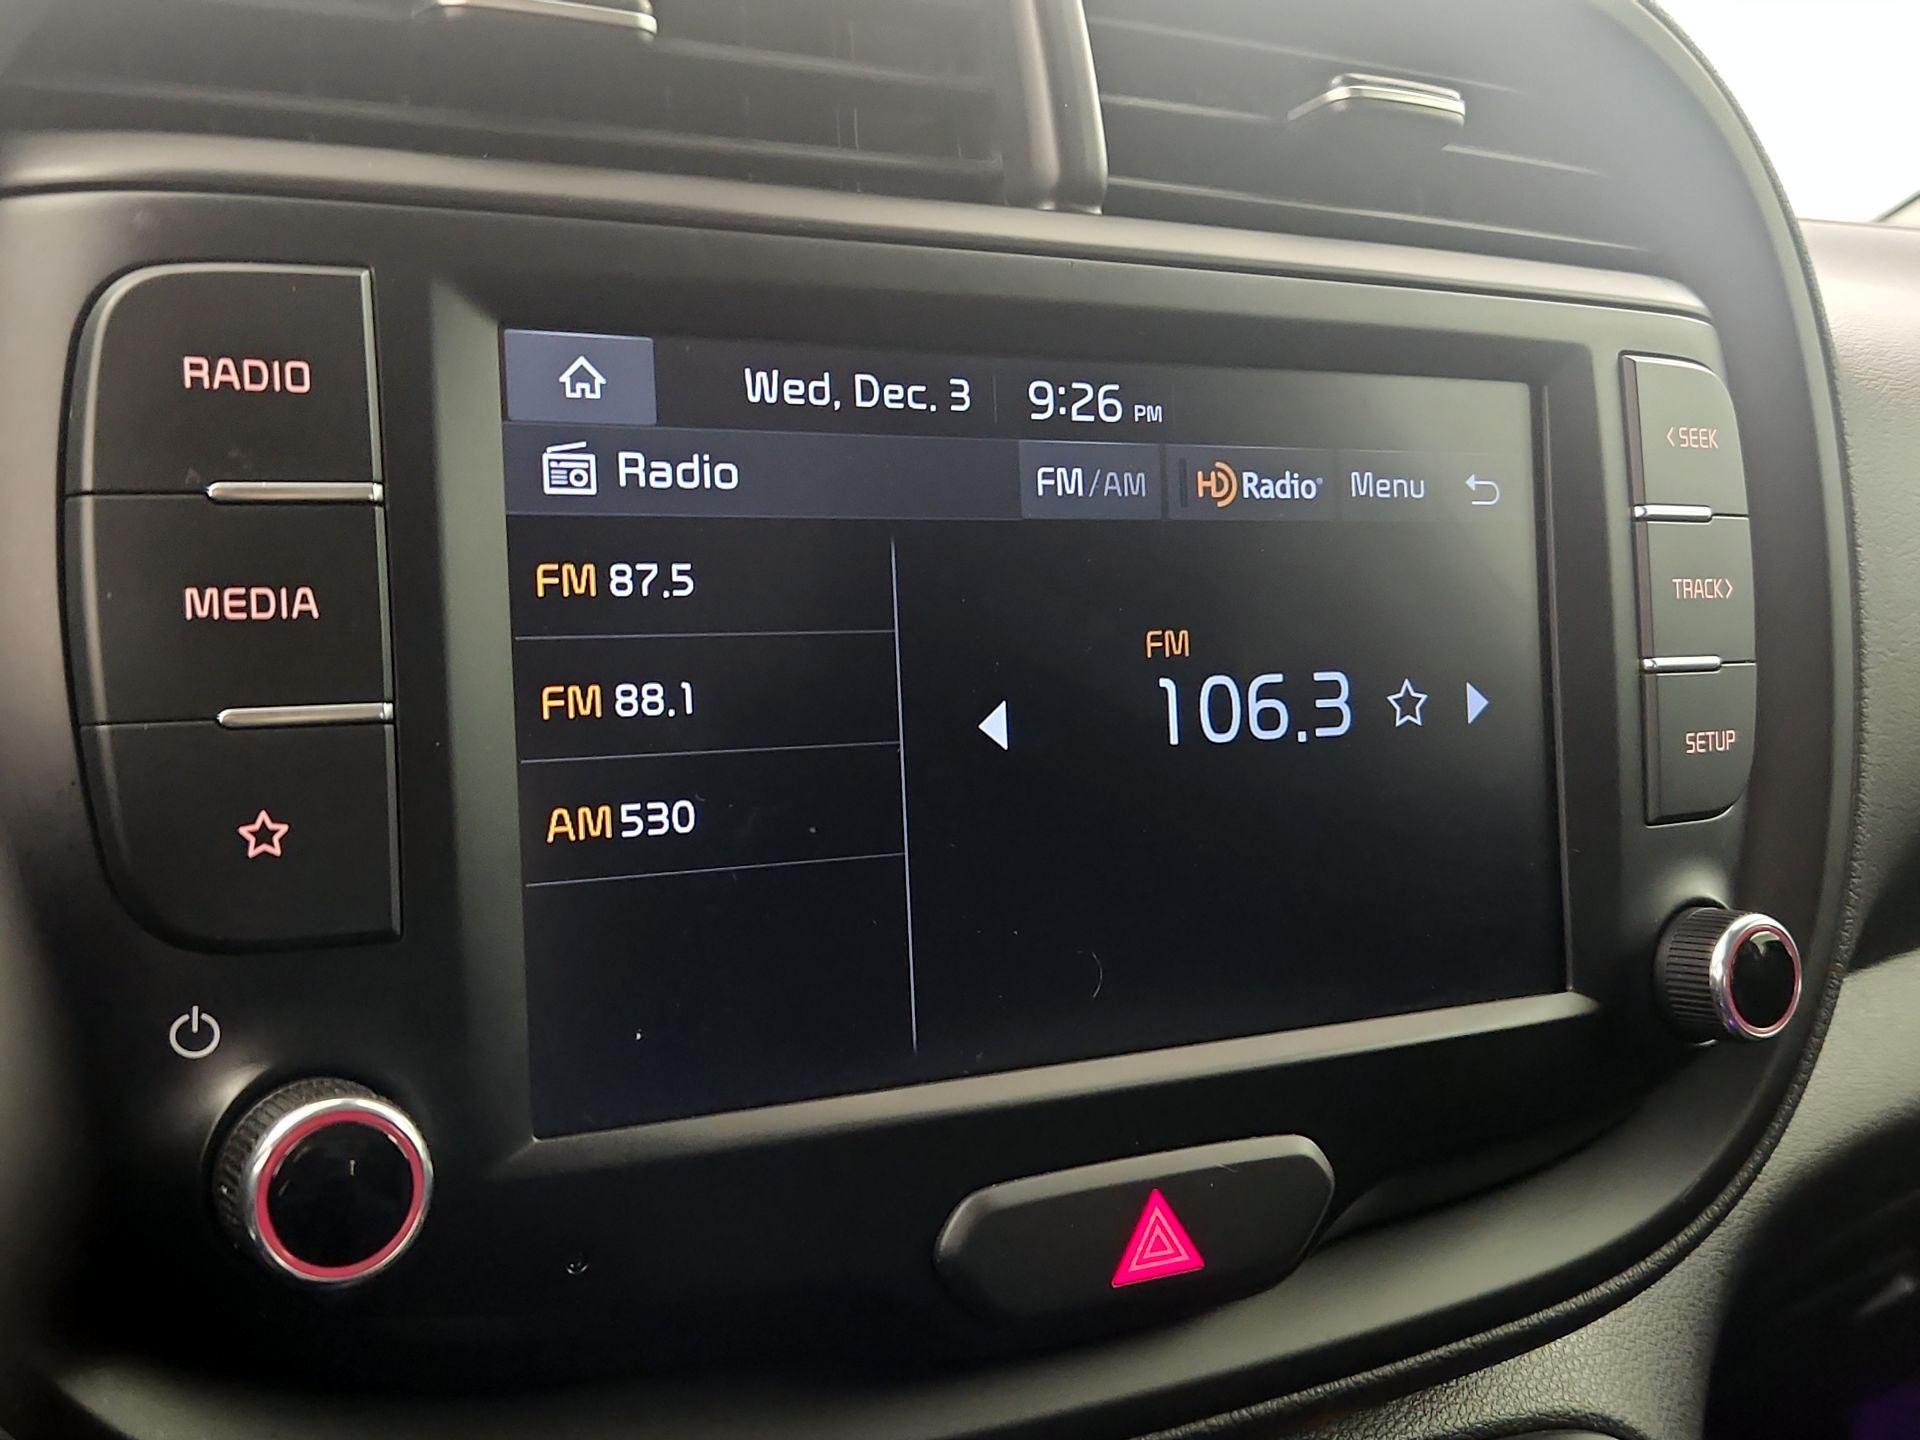 RADIO
MEDIA
Wed, Dec. 3 9:26 PM
Radio FM/AM HD Radio® Menu
FM 87.5
FM 88.1
AM 530
FM
106.3
< SEEK
TRACK >
SETUP